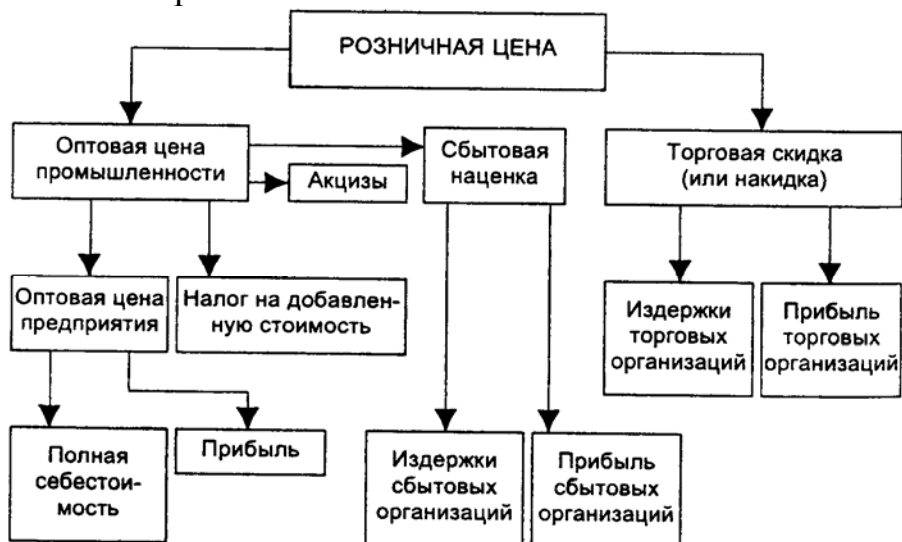 РОЗНИЧНАЯ ЦЕНА
Оптовая цена
промышленности
Акцизы
Сбытовая
наценка
Торговая скидка
(или накидка)
Оптовая цена
предприятия
Налог на добавлен-
ную стоимость
Издержки
торговых
организаций
Прибыль
торговых
организаций
Полная
себестои-
мость
Прибыль
Издержки
сбытовых
организаций
Прибыль
сбытовых
организаций